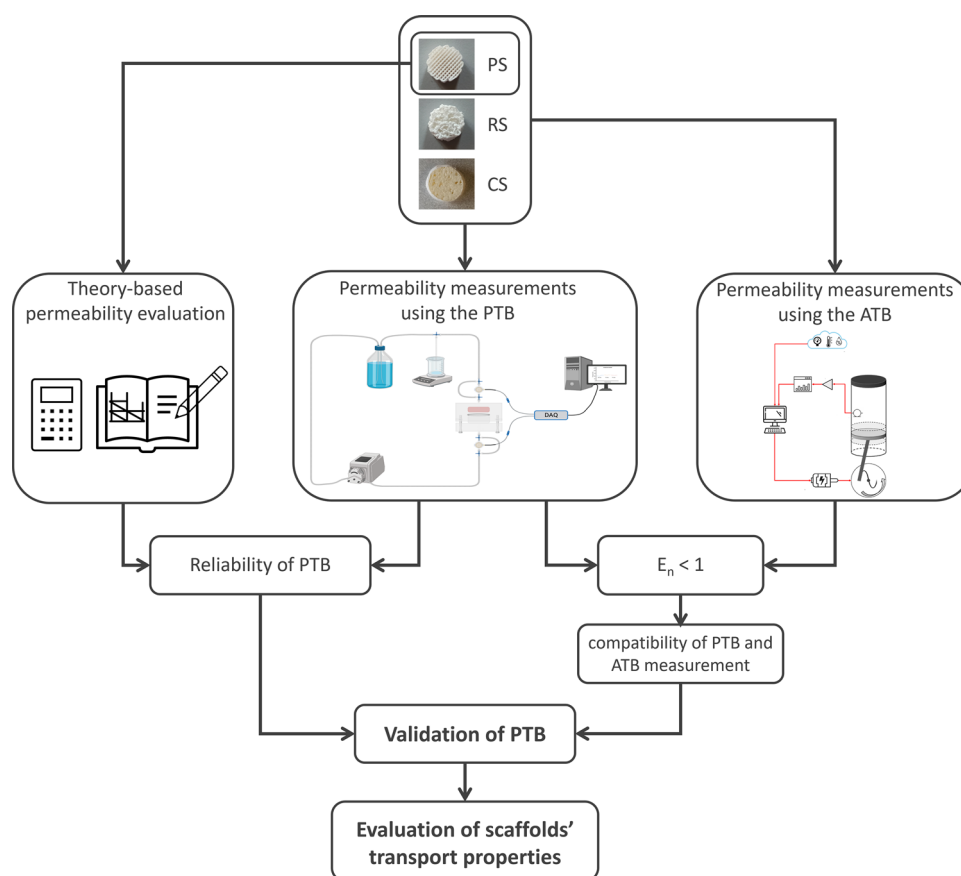 PS
RS
CS
Theory-based
permeability evaluation
Permeability measurements
using the PTB
DAQ
Permeability measurements
using the ATB
Reliability of PTB
Eₙ < 1
compatibility of PTB and
ATB measurement
Validation of PTB
Evaluation of scaffolds’
transport properties